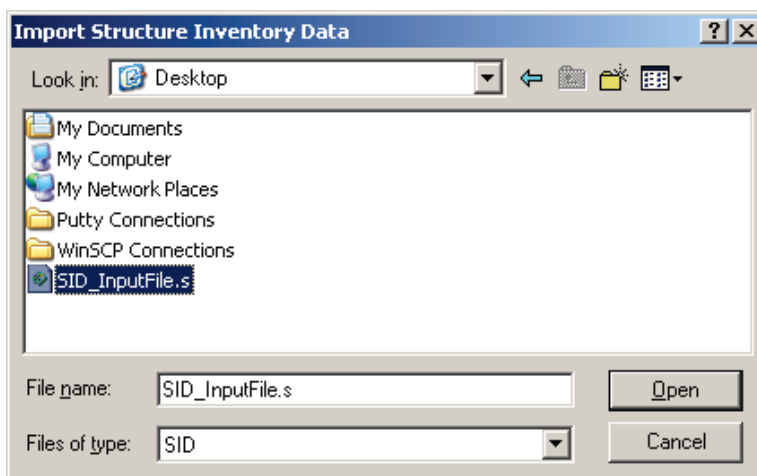 Import Structure Inventory Data
Look in: Desktop
My Documents
My Computer
My Network Places
Putty Connections
WinSCP Connections
SID_InputFile.s
File name: SID_InputFile.s Open
Files of type: SID Cancel